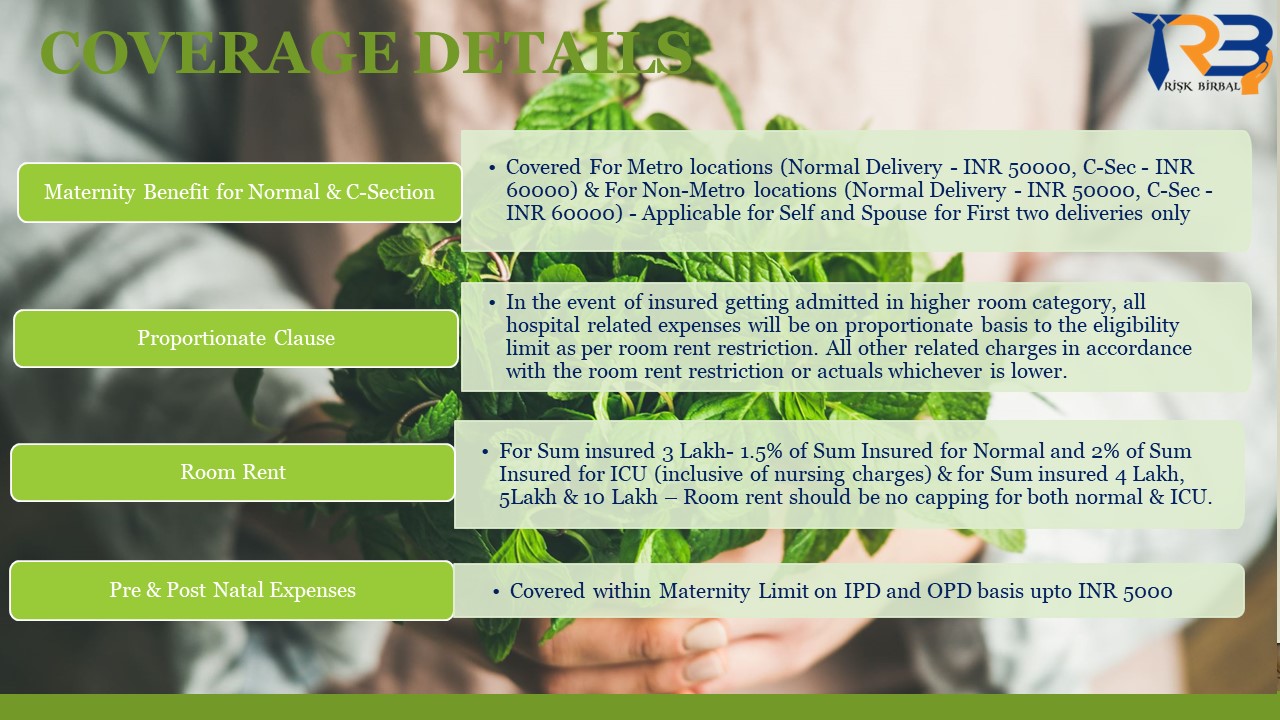 COVERAGE DETAILS
RISK BIRBAL
Maternity Benefit for Normal & C-Section
• Covered For Metro locations (Normal Delivery - INR 50000, C-Sec - INR
60000) & For Non-Metro locations (Normal Delivery - INR 50000, C-Sec -
INR 60000) - Applicable for Self and Spouse for First two deliveries only
Proportionate Clause
• In the event of insured getting admitted in higher room category, all
hospital related expenses will be on proportionate basis to the eligibility
limit as per room rent restriction. All other related charges in accordance
with the room rent restriction or actuals whichever is lower.
Room Rent
• For Sum insured 3 Lakh- 1.5% of Sum Insured for Normal and 2% of Sum
Insured for ICU (inclusive of nursing charges) & for Sum insured 4 Lakh,
5Lakh & 10 Lakh – Room rent should be no capping for both normal & ICU.
Pre & Post Natal Expenses
• Covered within Maternity Limit on IPD and OPD basis upto INR 5000